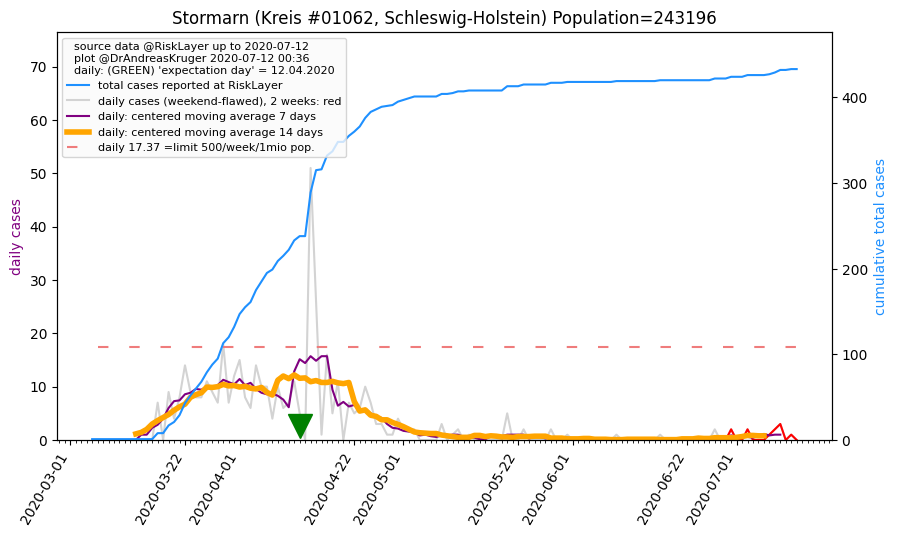 Stormarn (Kreis #01062, Schleswig-Holstein) Population=243196
source data @RiskLayer up to 2020-07-12
plot @DrAndreasKruger 2020-07-12 00:36
daily: (GREEN) 'expectation day' = 12.04.2020
total cases reported at RiskLayer
daily cases (weekend-flawed), 2 weeks: red
daily: centered moving average 7 days
daily: centered moving average 14 days
daily 17.37 =limit 500/week/1mio pop.
daily cases
70
60
50
40
30
20
10
0
cumulative total cases
400
300
200
100
0
2020-03-01
2020-03-22
2020-04-01
2020-04-22
2020-05-01
2020-05-22
2020-06-01
2020-06-22
2020-07-01